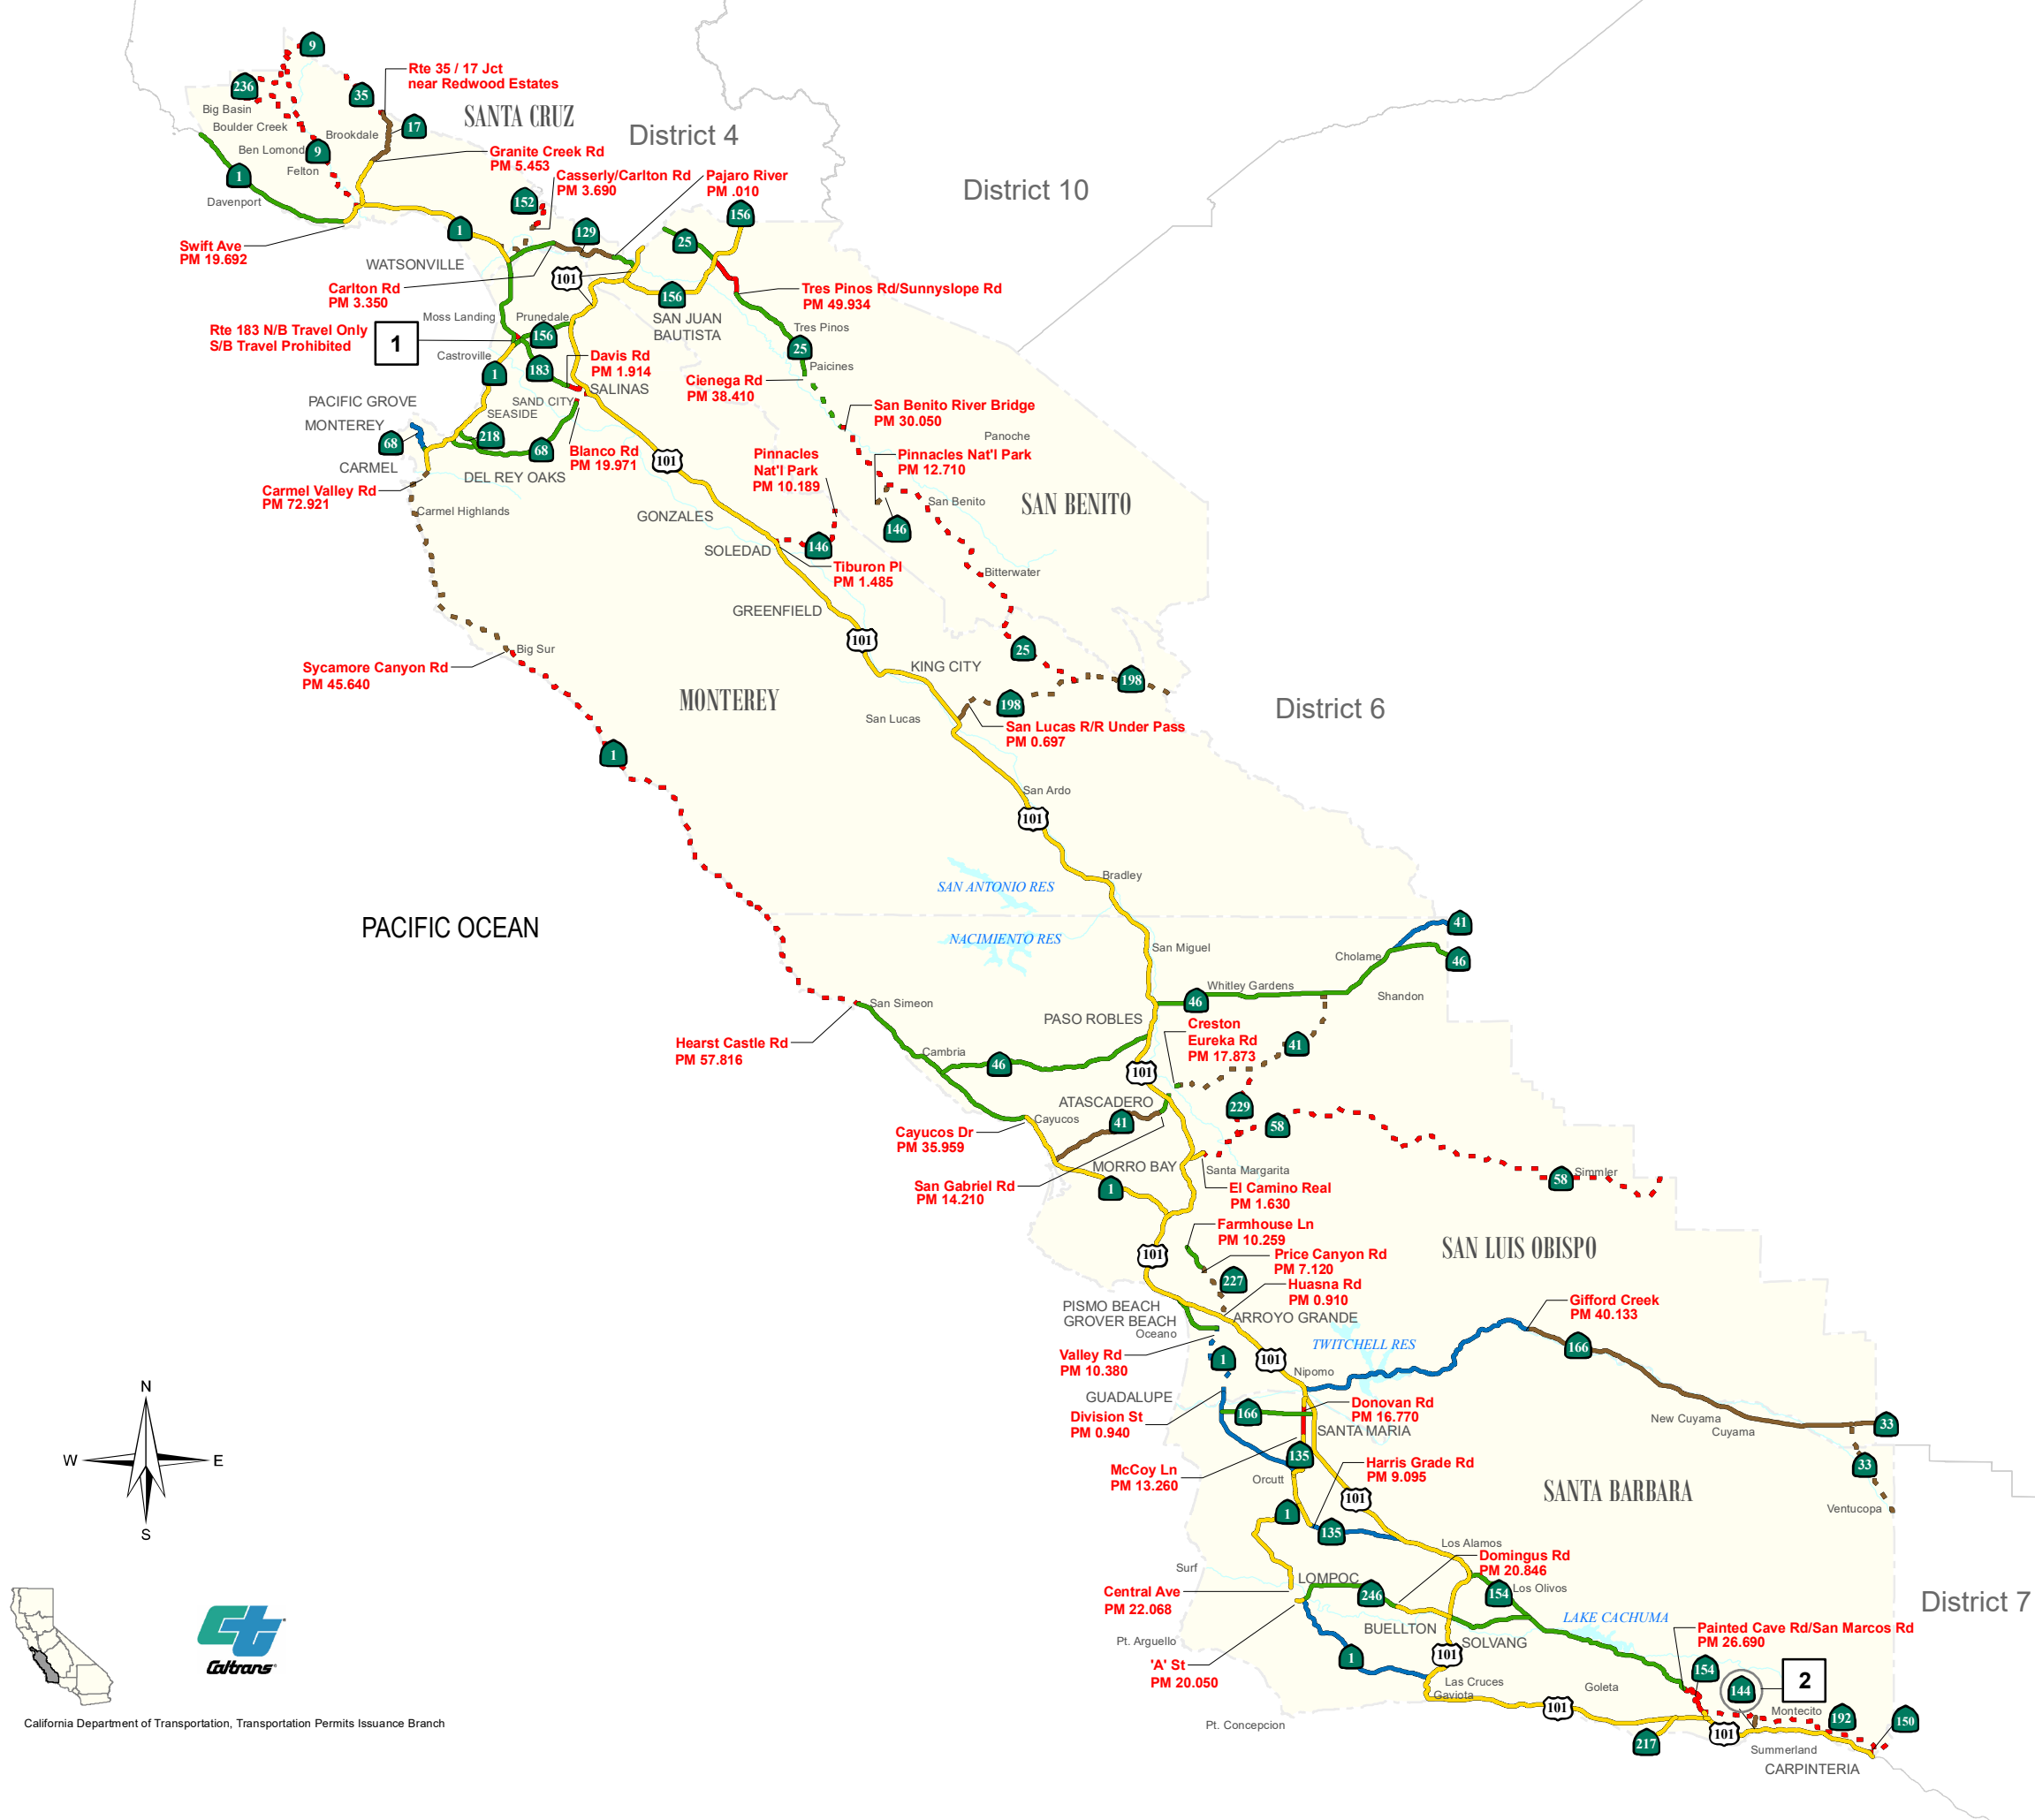 9
Rte 35 / 17 Jct
near Redwood Estates
236
35
SANTA CRUZ
Big Basin
17
District 4
Boulder Creek
Brookdale
Ben Lomond
9
Granite Creek Rd
PM 5.453
Felton
1
Casserly/Carlton Rd
PM 3.690
Pajaro River
PM .010
District 10
Davenport
152
156
1
129
25
Swift Ave
PM 19.692
WATSONVILLE
101
Carlton Rd
PM 3.350
156
Tres Pinos Rd/Sunnyslope Rd
PM 49.934
Moss Landing
Prunedale
SAN JUAN
BAUTISTA
Rte 183 N/B Travel Only
S/B Travel Prohibited
1
156
Tres Pinos
25
Castroville
Davis Rd
PM 1.914
183
1
Paicines
Cienega Rd
PM 38.410
SALINAS
PACIFIC GROVE
SAND CITY
SEASIDE
San Benito River Bridge
PM 30.050
MONTEREY
68
218
68
Panoche
Blanco Rd
PM 19.971
Pinnacles
Nat'l Park
PM 10.189
Pinnacles Nat'l Park
PM 12.710
101
CARMEL
DEL REY OAKS
Carmel Valley Rd
PM 72.921
San Benito
SAN BENITO
Carmel Highlands
GONZALES
146
146
SOLEDAD
Tiburon Pl
PM 1.485
Bitterwater
GREENFIELD
101
25
Big Sur
Sycamore Canyon Rd
PM 45.640
KING CITY
198
MONTEREY
198
District 6
San Lucas
San Lucas R/R Under Pass
PM 0.697
1
San Ardo
101
Bradley
SAN ANTONIO RES
PACIFIC OCEAN
41
NACIMIENTO RES
San Miguel
Cholame
46
Whitley Gardens
Shandon
San Simeon
46
PASO ROBLES
Creston
Eureka Rd
PM 17.873
Hearst Castle Rd
PM 57.816
41
Cambria
46
101
ATASCADERO
229
Cayucos
41
58
Cayucos Dr
PM 35.959
MORRO BAY
Santa Margarita
Simmler
58
San Gabriel Rd
PM 14.210
1
El Camino Real
PM 1.630
Farmhouse Ln
PM 10.259
SAN LUIS OBISPO
101
Price Canyon Rd
PM 7.120
227
Huasna Rd
PM 0.910
PISMO BEACH
GROVER BEACH
Oceano
ARROYO GRANDE
Gifford Creek
PM 40.133
TWITCHELL RES
166
Valley Rd
PM 10.380
1
101
Nipomo
GUADALUPE
Donovan Rd
PM 16.770
Division St
PM 0.940
166
New Cuyama
Cuyama
33
SANTA MARIA
135
33
McCoy Ln
PM 13.260
Orcutt
Harris Grade Rd
PM 9.095
SANTA BARBARA
101
Ventucopa
1
135
Los Alamos
N
W
E
S
Surf
Domingus Rd
PM 20.846
LOMPOC
246
154
Los Olivos
Central Ave
PM 22.068
LAKE CACHUMA
District 7
BUELLTON
SOLVANG
Painted Cave Rd/San Marcos Rd
PM 26.690
Pt. Arguello
1
101
'A' St
PM 20.050
154
144
2
Las Cruces
Gaviota
Goleta
101
Montecito
192
150
Pt. Concepcion
217
101
Summerland
CARPINTERIA
Caltrans
California Department of Transportation, Transportation Permits Issuance Branch